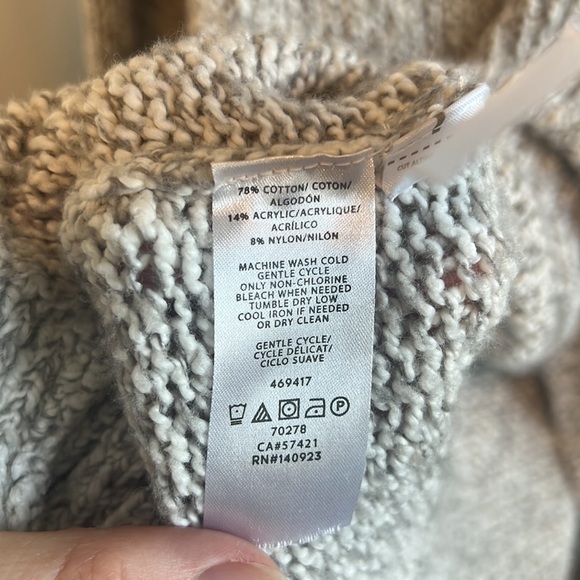 78% COTTON/ COTON/
ALGODÓN
14% ACRYLIC/ACRYLIQUE/
ACRÍLICO
8% NYLON/NILÓN
MACHINE WASH COLD
GENTLE CYCLE
ONLY NON-CHLORINE
BLEACH WHEN NEEDED
TUMBLE DRY LOW
COOL IRON IF NEEDED
OR DRY CLEAN
GENTLE CYCLE/
CYCLE DÉLICAT/
CICLO SUAVE
469417
P
70278
CA#57421
RN#140923